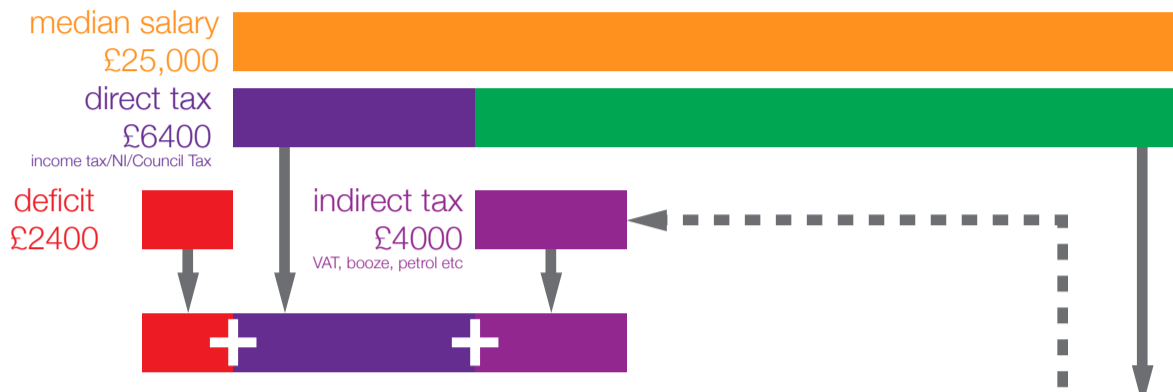 median salary
£25,000
direct tax
£6400
income tax/NI/Council Tax
deficit
£2400
indirect tax
£4000
VAT, booze, petrol etc